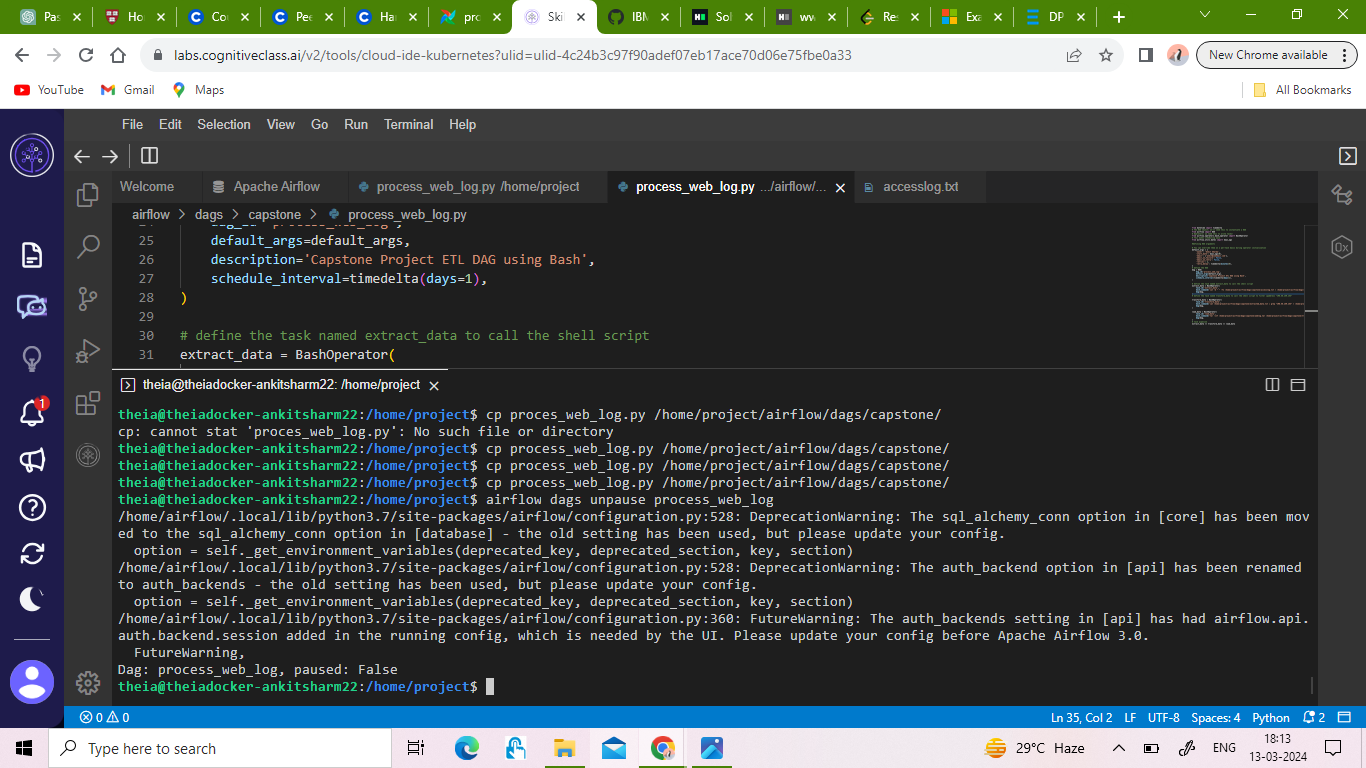 Pas
Ho
Cou
Pee
Har
pro
Skil
IBM
Sol
ww
Res
Exa
DP
labs.cognitiveclass.ai/v2/tools/cloud-ide-kubernetes?ulid=ulid-4c24b3c97f90adef07eb17ace70d06e75fbe0a33
New Chrome available
YouTube
Gmail
Maps
All Bookmarks
File Edit Selection View Go Run Terminal Help
Welcome
Apache Airflow
process_web_log.py /home/project
process_web_log.py .../airflow/...
accesslog.txt
airflow > dags > capstone > process_web_log.py
25 default_args=default_args,
26 description='Capstone Project ETL DAG using Bash',
27 schedule_interval=timedelta(days=1),
28 )
29
30 # define the task named extract_data to call the shell script
31 extract_data = BashOperator(
theia@theiadocker-ankitsharm22: /home/project
theia@theiadocker-ankitsharm22:/home/project$ cp proces_web_log.py /home/project/airflow/dags/capstone/
cp: cannot stat 'proces_web_log.py': No such file or directory
theia@theiadocker-ankitsharm22:/home/project$ cp process_web_log.py /home/project/airflow/dags/capstone/
theia@theiadocker-ankitsharm22:/home/project$ cp process_web_log.py /home/project/airflow/dags/capstone/
theia@theiadocker-ankitsharm22:/home/project$ cp process_web_log.py /home/project/airflow/dags/capstone/
theia@theiadocker-ankitsharm22:/home/project$ airflow dags unpause process_web_log
/home/airflow/.local/lib/python3.7/site-packages/airflow/configuration.py:528: DeprecationWarning: The sql_alchemy_conn option in [core] has been mov
ed to the sql_alchemy_conn option in [database] - the old setting has been used, but please update your config.
option = self._get_environment_variables(deprecated_key, deprecated_section, key, section)
/home/airflow/.local/lib/python3.7/site-packages/airflow/configuration.py:528: DeprecationWarning: The auth_backend option in [api] has been renamed
to auth_backends - the old setting has been used, but please update your config.
option = self._get_environment_variables(deprecated_key, deprecated_section, key, section)
/home/airflow/.local/lib/python3.7/site-packages/airflow/configuration.py:360: FutureWarning: The auth_backends setting in [api] has had airflow.api.
auth.backend.session added in the running config, which is needed by the UI. Please update your config before Apache Airflow 3.0.
FutureWarning,
Dag: process_web_log, paused: False
theia@theiadocker-ankitsharm22:/home/project$
1
0 0
Ln 35, Col 2 LF UTF-8 Spaces: 4 Python 2
Type here to search
29°C Haze
ENG
18:13
13-03-2024